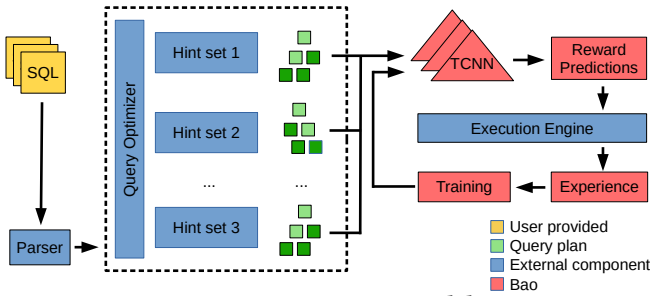 SQL
Parser
Query Optimizer
Hint set 1
Hint set 2
...
...
Hint set 3
TCNN
Reward
Predictions
Execution Engine
Training
Experience
User provided
Query plan
External component
Bao